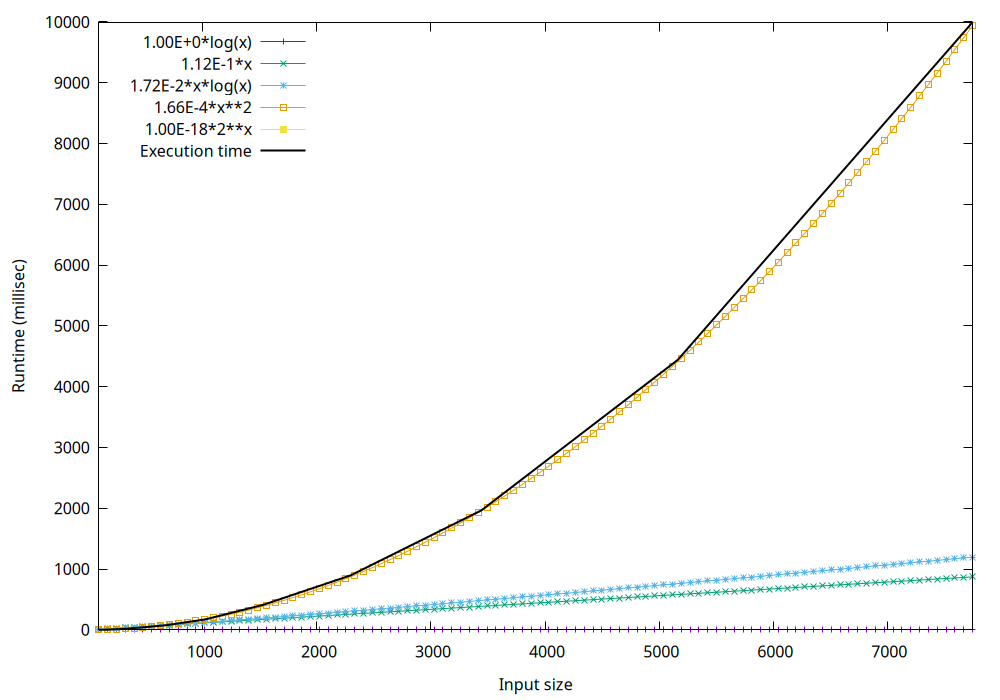 10000
9000
8000
7000
6000
5000
4000
3000
2000
1000
0
1.00E+0*log(x)
1.12E-1*x
1.72E-2*x*log(x)
1.66E-4*x**2
1.00E-18*2**x
Execution time
Runtime (millisec)
1000 2000 3000 4000 5000 6000 7000
Input size